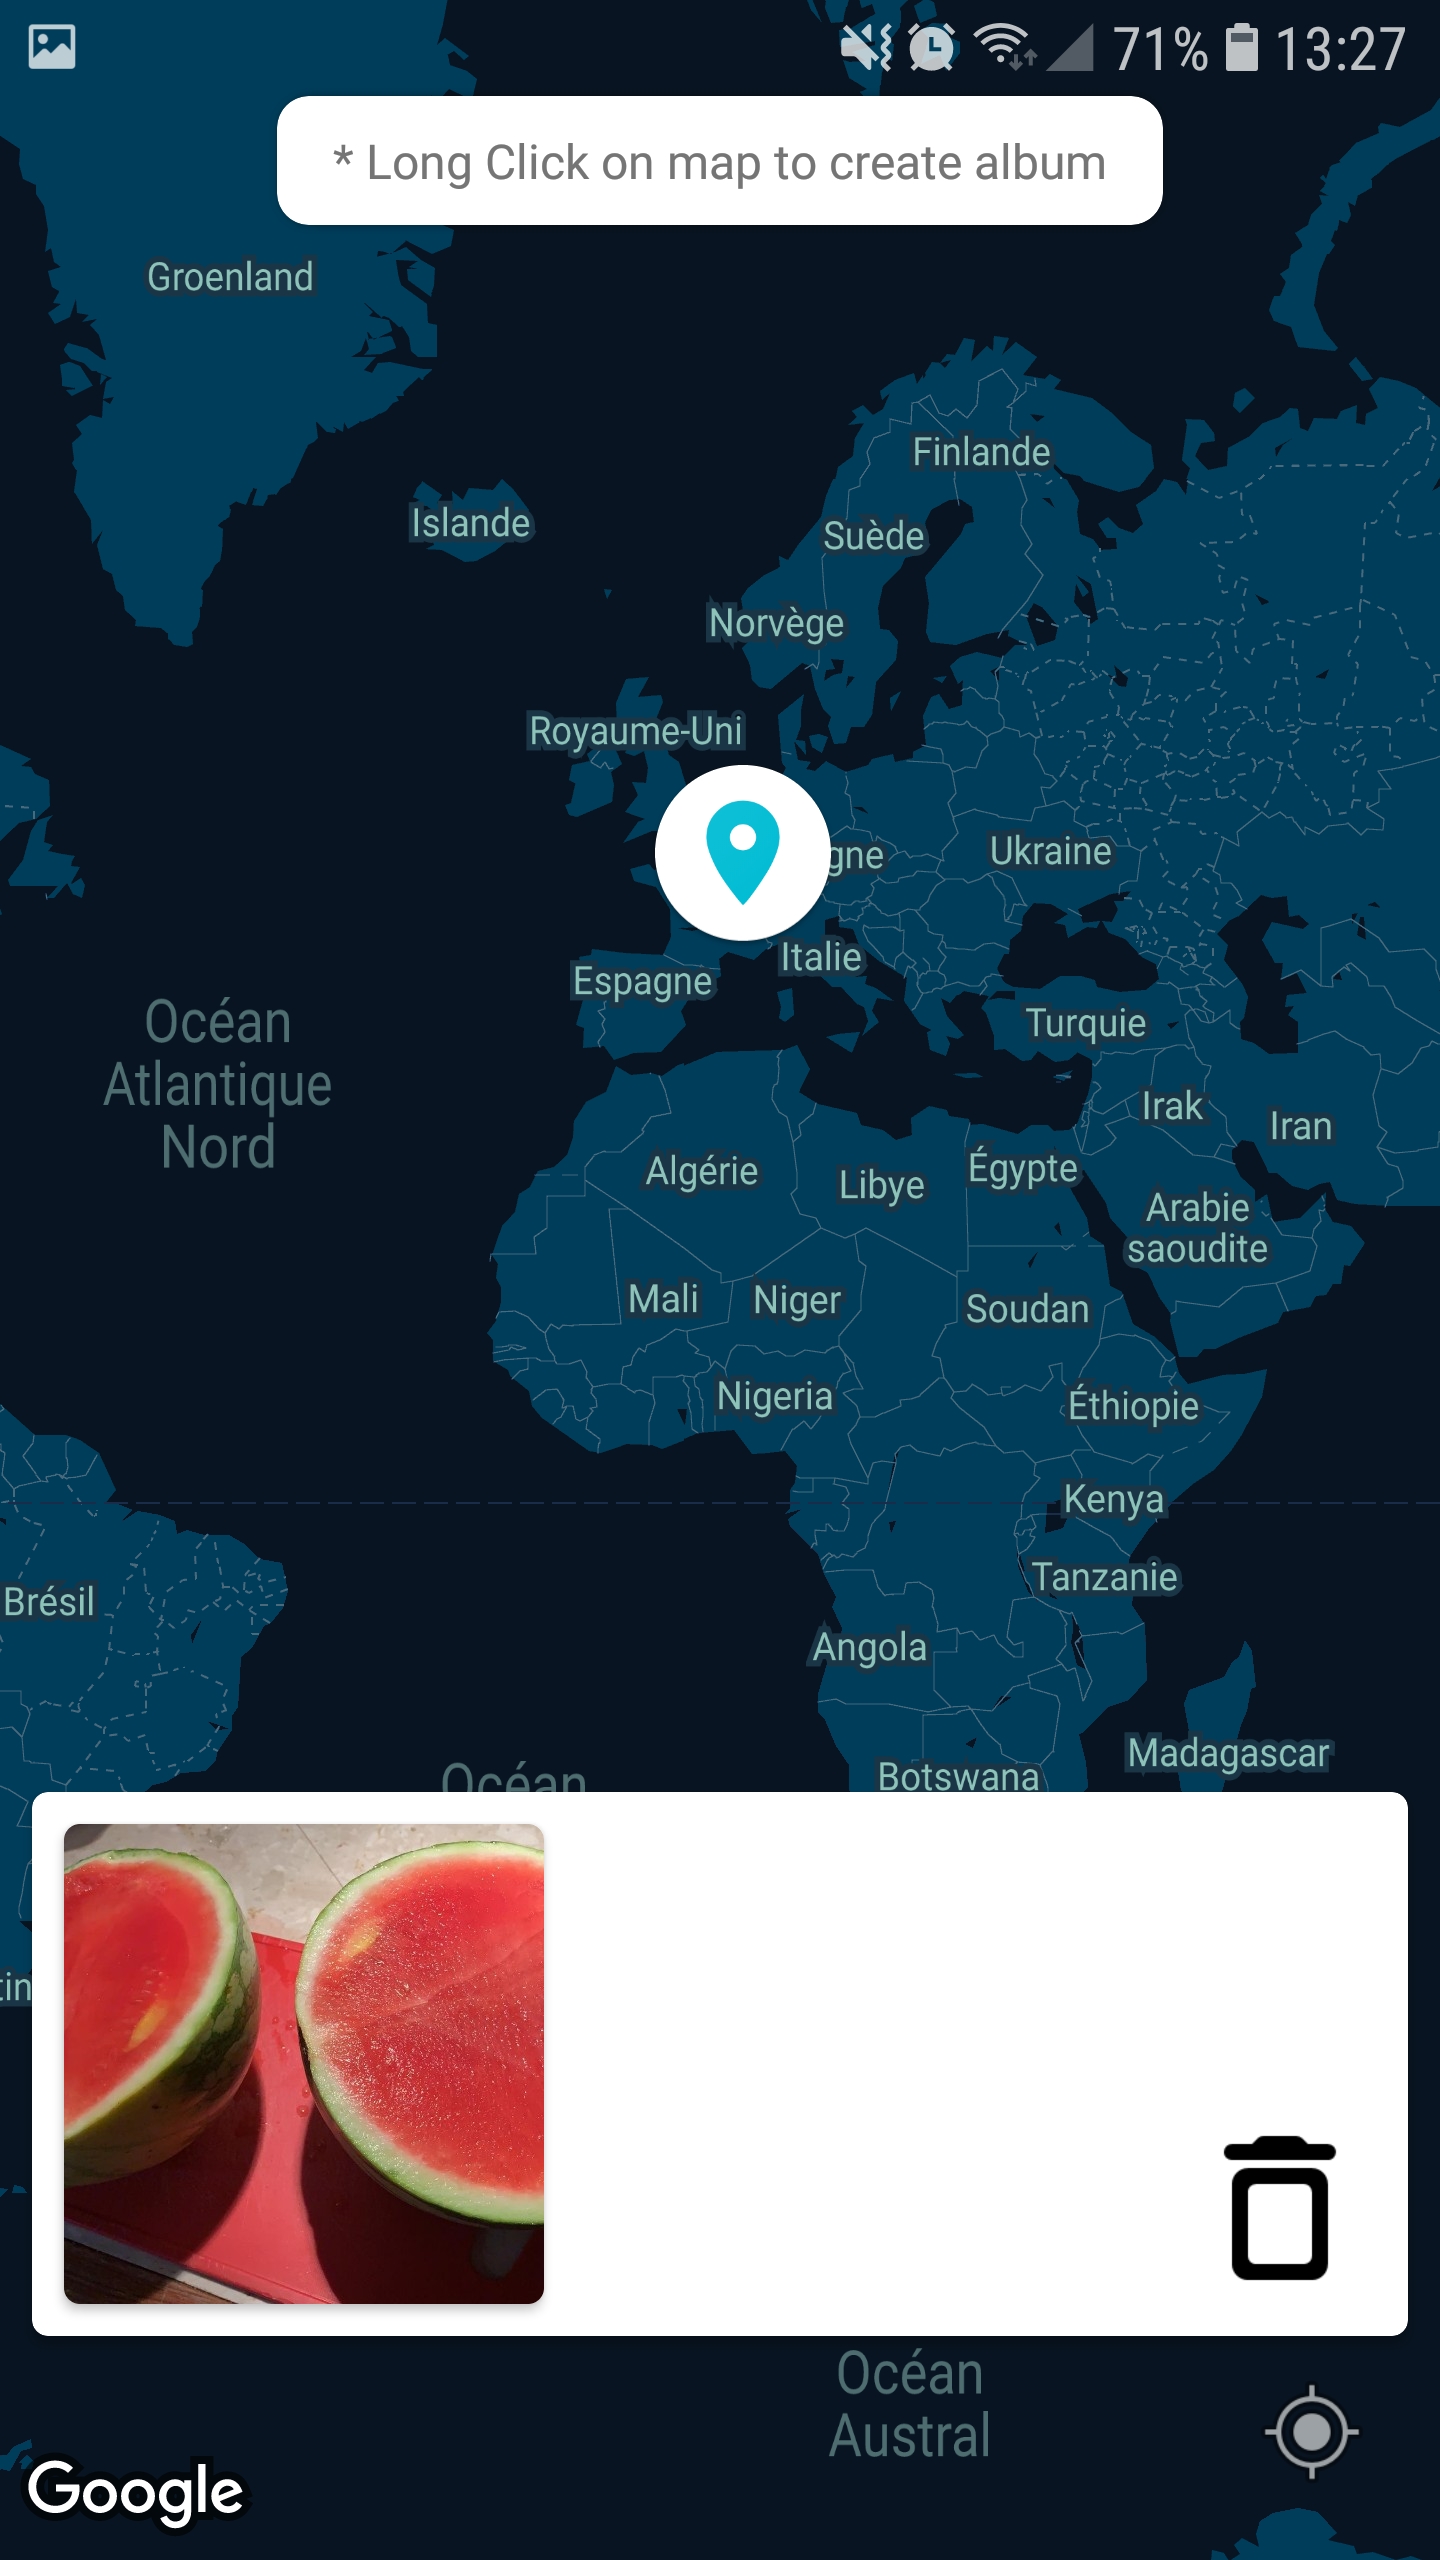 71% 13:27
* Long Click on map to create album
Groenland
Finlande
Islande
Suède
Norvège
Royaume-Uni
gne
Ukraine
Italie
Espagne
Océan
Atlantique
Nord
Turquie
Irak
Iran
Algérie
Libye
Égypte
Arabie
saoudite
Mali
Niger
Soudan
Nigeria
Éthiopie
Kenya
Tanzanie
Brésil
Angola
Madagascar
Botswana
Océan
tin
Océan
Austral
Google